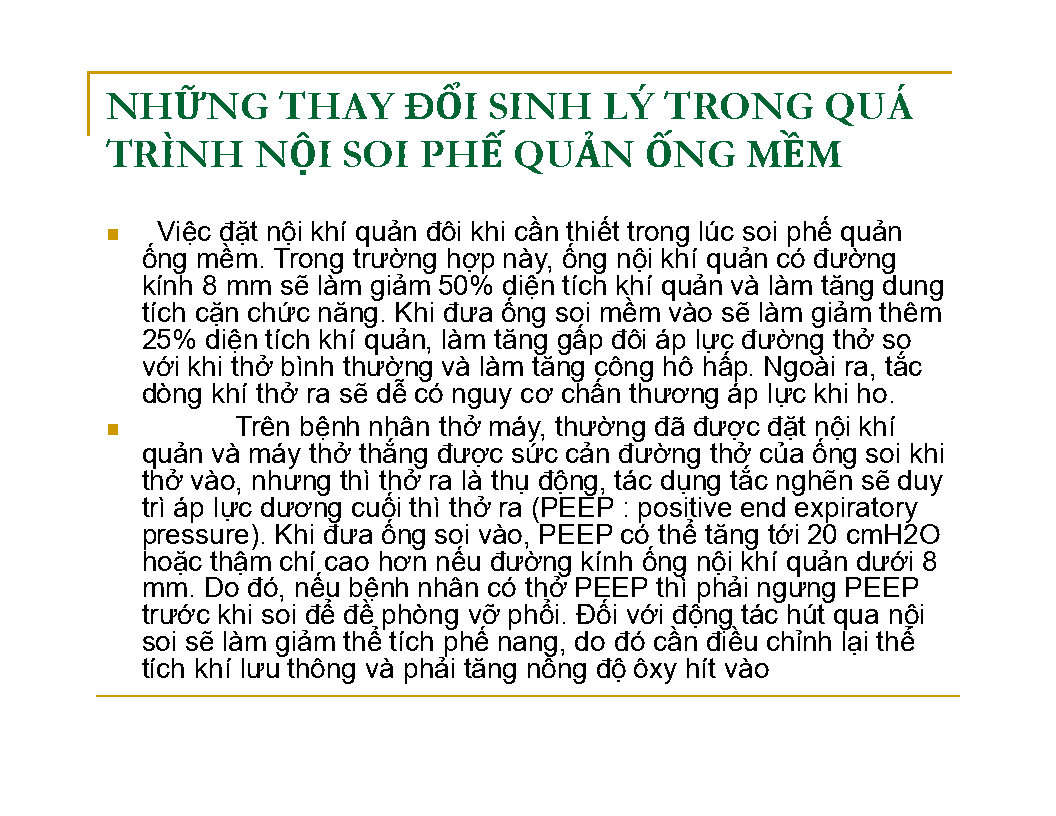 NHỮNG THAY ĐỔI SINH LÝ TRONG QUÁ
TRÌNH NỘI SOI PHẾ QUẢN ỐNG MỀM
Việc đặt nội khí quản đôi khi cần thiết trong lúc soi phế quản
ống mềm. Trong trường hợp này, ống nội khí quản có đường
kính 8 mm sẽ làm giảm 50% diện tích khí quản và làm tăng dung
tích cặn chức năng. Khi đưa ống soi mềm vào sẽ làm giảm thêm
25% diện tích khí quản, làm tăng gấp đôi áp lực đường thở so
với khi thở bình thường và làm tăng công hô hấp. Ngoài ra, tắc
dòng khí thở ra sẽ dễ có nguy cơ chấn thương áp lực khi ho.
Trên bệnh nhân thở máy, thường đã được đặt nội khí
quản và máy thở thắng được sức cản đường thở của ống soi khi
thở vào, nhưng thì thở ra là thụ động, tác dụng tắc nghẽn sẽ duy
trì áp lực dương cuối thì thở ra (PEEP : positive end expiratory
pressure). Khi đưa ống soi vào, PEEP có thể tăng tới 20 cmH2O
hoặc thậm chí cao hơn nếu đường kính ống nội khí quản dưới 8
mm. Do đó, nếu bệnh nhân có thở PEEP thì phải ngưng PEEP
trước khi soi để đề phòng vỡ phổi. Đối với động tác hút qua nội
soi sẽ làm giảm thể tích phế nang, do đó cần điều chỉnh lại thể
tích khí lưu thông và phải tăng nồng độ ôxy hít vào